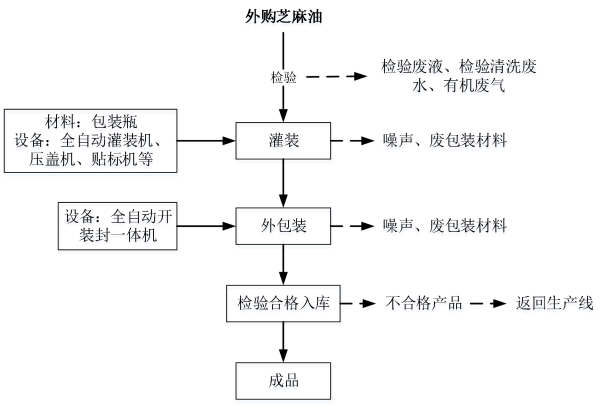 外购芝麻油
检验
检验废液、检验清洗废
水、有机废气
材料：包装瓶
设备：全自动灌装机、
压盖机、贴标机等
灌装
噪声、废包装材料
设备：全自动开
装封一体机
外包装
噪声、废包装材料
检验合格入库
不合格产品
返回生产线
成品